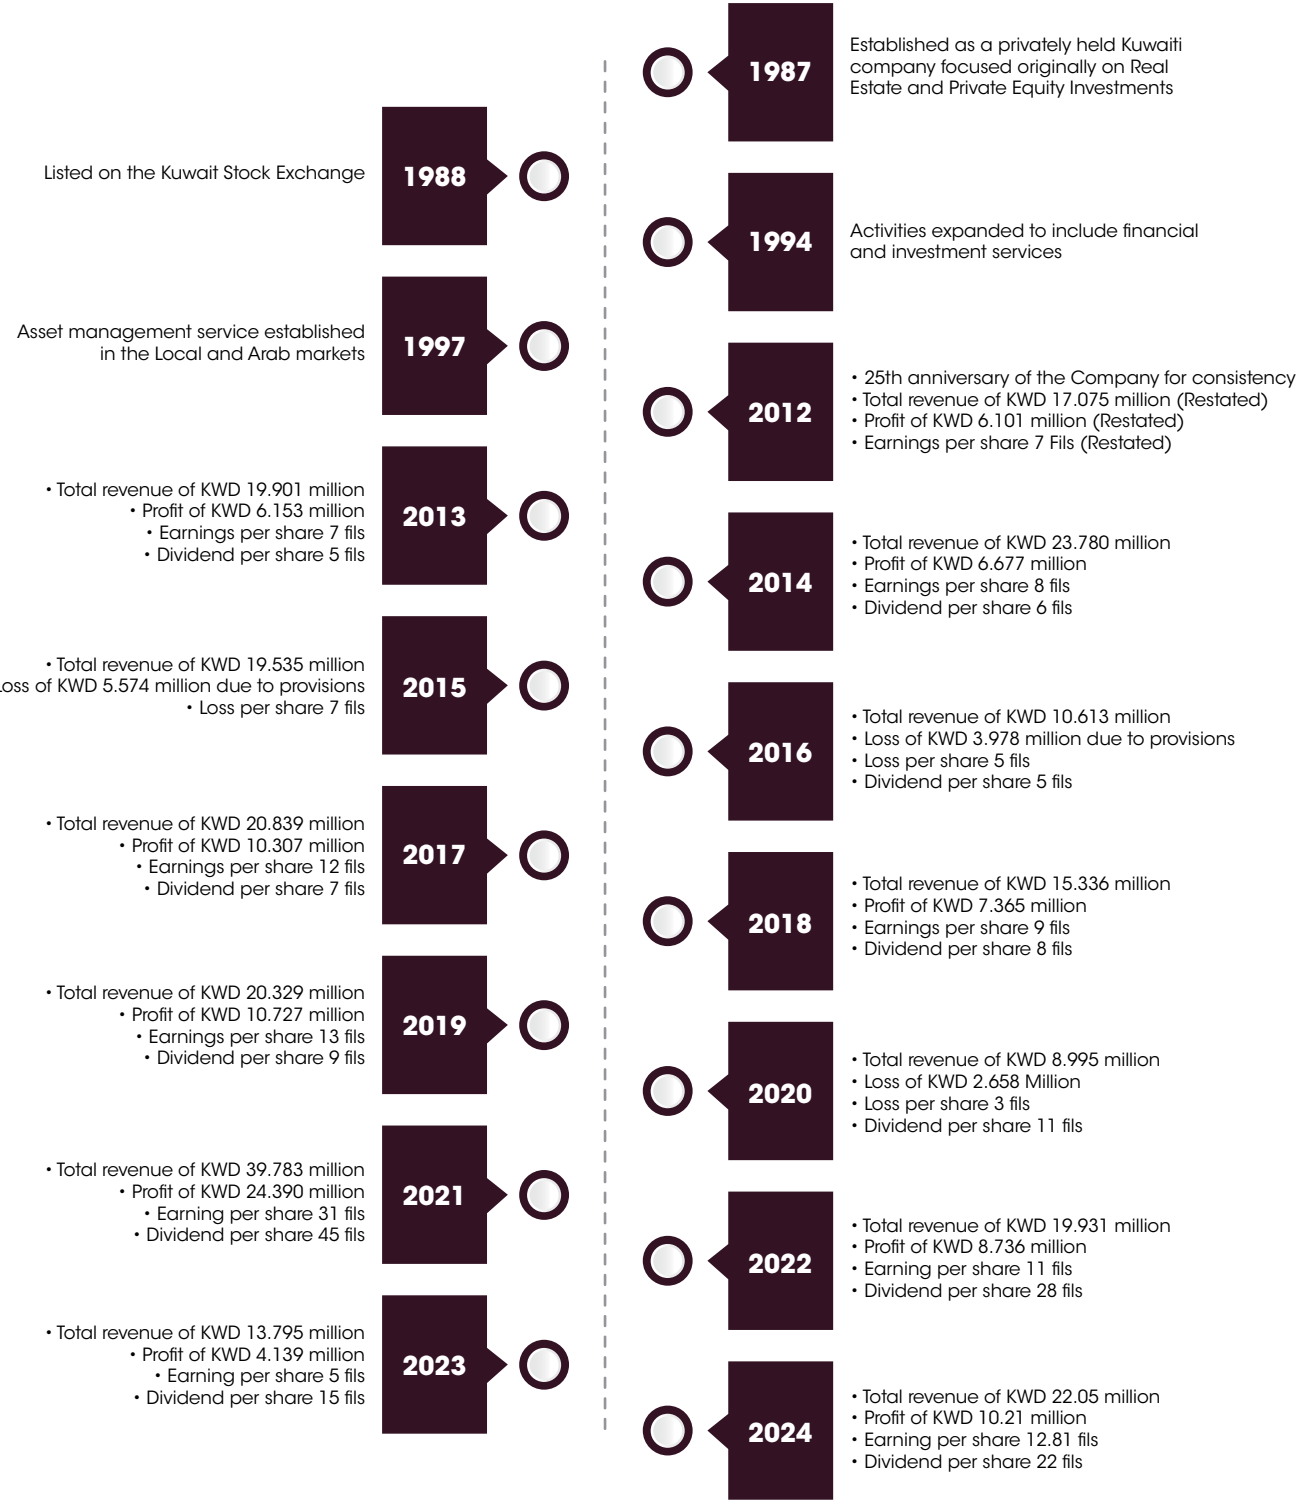 1987
Established as a privately held Kuwaiti
company focused originally on Real
Estate and Private Equity Investments
1988
Listed on the Kuwait Stock Exchange
1994
Activities expanded to include financial
and investment services
1997
Asset management service established
in the Local and Arab markets
2012
• 25th anniversary of the Company for consistency
• Total revenue of KWD 17.075 million (Restated)
• Profit of KWD 6.101 million (Restated)
• Earnings per share 7 Fils (Restated)
2013
• Total revenue of KWD 19.901 million
• Profit of KWD 6.153 million
• Earnings per share 7 fils
• Dividend per share 5 fils
2014
• Total revenue of KWD 23.780 million
• Profit of KWD 6.677 million
• Earnings per share 8 fils
• Dividend per share 6 fils
2015
• Total revenue of KWD 19.535 million
Loss of KWD 5.574 million due to provisions
• Loss per share 7 fils
2016
• Total revenue of KWD 10.613 million
• Loss of KWD 3.978 million due to provisions
• Loss per share 5 fils
• Dividend per share 5 fils
2017
• Total revenue of KWD 20.839 million
• Profit of KWD 10.307 million
• Earnings per share 12 fils
• Dividend per share 7 fils
2018
• Total revenue of KWD 15.336 million
• Profit of KWD 7.365 million
• Earnings per share 9 fils
• Dividend per share 8 fils
2019
• Total revenue of KWD 20.329 million
• Profit of KWD 10.727 million
• Earnings per share 13 fils
• Dividend per share 9 fils
2020
• Total revenue of KWD 8.995 million
• Loss of KWD 2.658 Million
• Loss per share 3 fils
• Dividend per share 11 fils
2021
• Total revenue of KWD 39.783 million
• Profit of KWD 24.390 million
• Earning per share 31 fils
• Dividend per share 45 fils
2022
• Total revenue of KWD 19.931 million
• Profit of KWD 8.736 million
• Earning per share 11 fils
• Dividend per share 28 fils
2023
• Total revenue of KWD 13.795 million
• Profit of KWD 4.139 million
• Earning per share 5 fils
• Dividend per share 15 fils
2024
• Total revenue of KWD 22.05 million
• Profit of KWD 10.21 million
• Earning per share 12.81 fils
• Dividend per share 22 fils